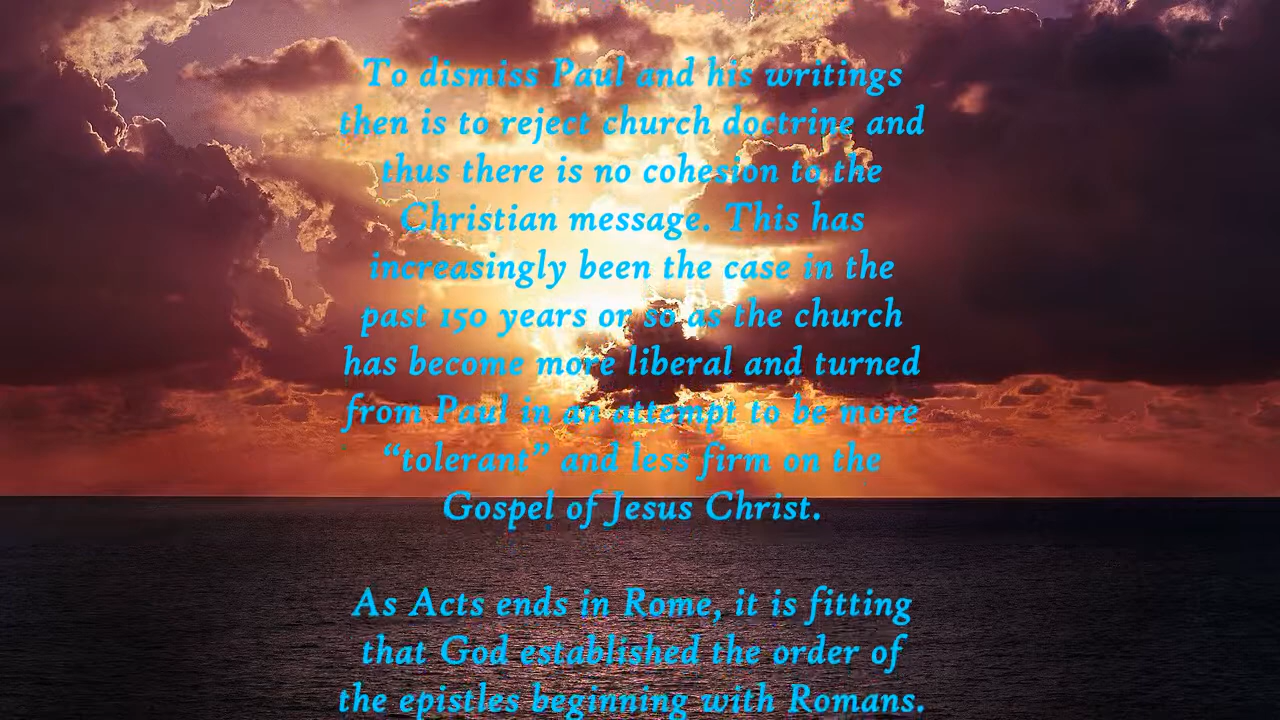 To dismiss Paul and his writings
then is to reject church doctrine and
thus there is no cohesion to the
Christian message. This has
increasingly been the case in the
past 150 years or so as the church
has become more liberal and turned
from Paul in an attempt to be more
“tolerant” and less firm on the
Gospel of Jesus Christ.
As Acts ends in Rome, it is fitting
that God established the order of
the epistles beginning with Romans.